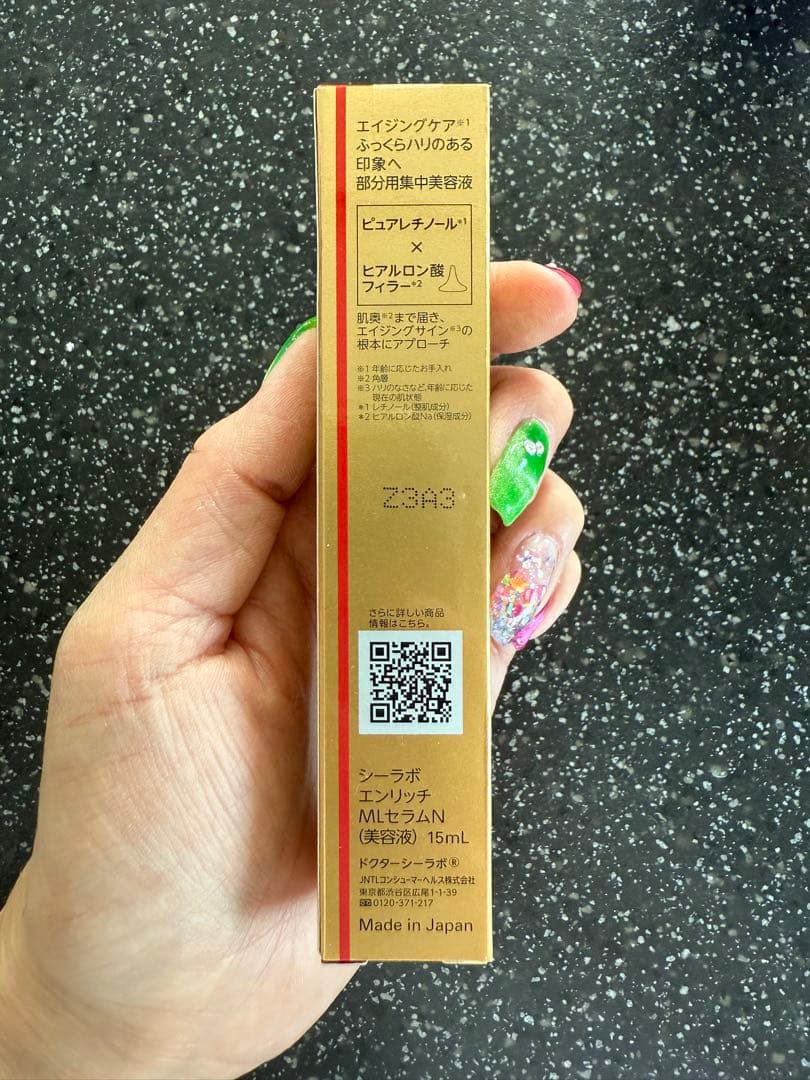 エイジングケア※1
ふっくらハリのある
印象へ
部分用集中美容液
ピュアレチノール*1
×
ヒアルロン酸
フィラー*2
肌奥※2まで届き、
エイジングサイン※3の
根本にアプローチ
※1 年齢に応じたお手入れ
※2 角層
※3 ハリのなさなど、年齢に応じた
現在の肌状態
*1 レチノール(整肌成分)
*2 ヒアルロン酸Na(保湿成分)
Z3A3
さらに詳しい商品
情報はこちら。
シーラボ
エンリッチ
MLセラムN
(美容液) 15mL
ドクターシーラボ®
JNTLコンシューマーヘルス株式会社
東京都渋谷区広尾1-1-39
0120-371-217
Made in Japan